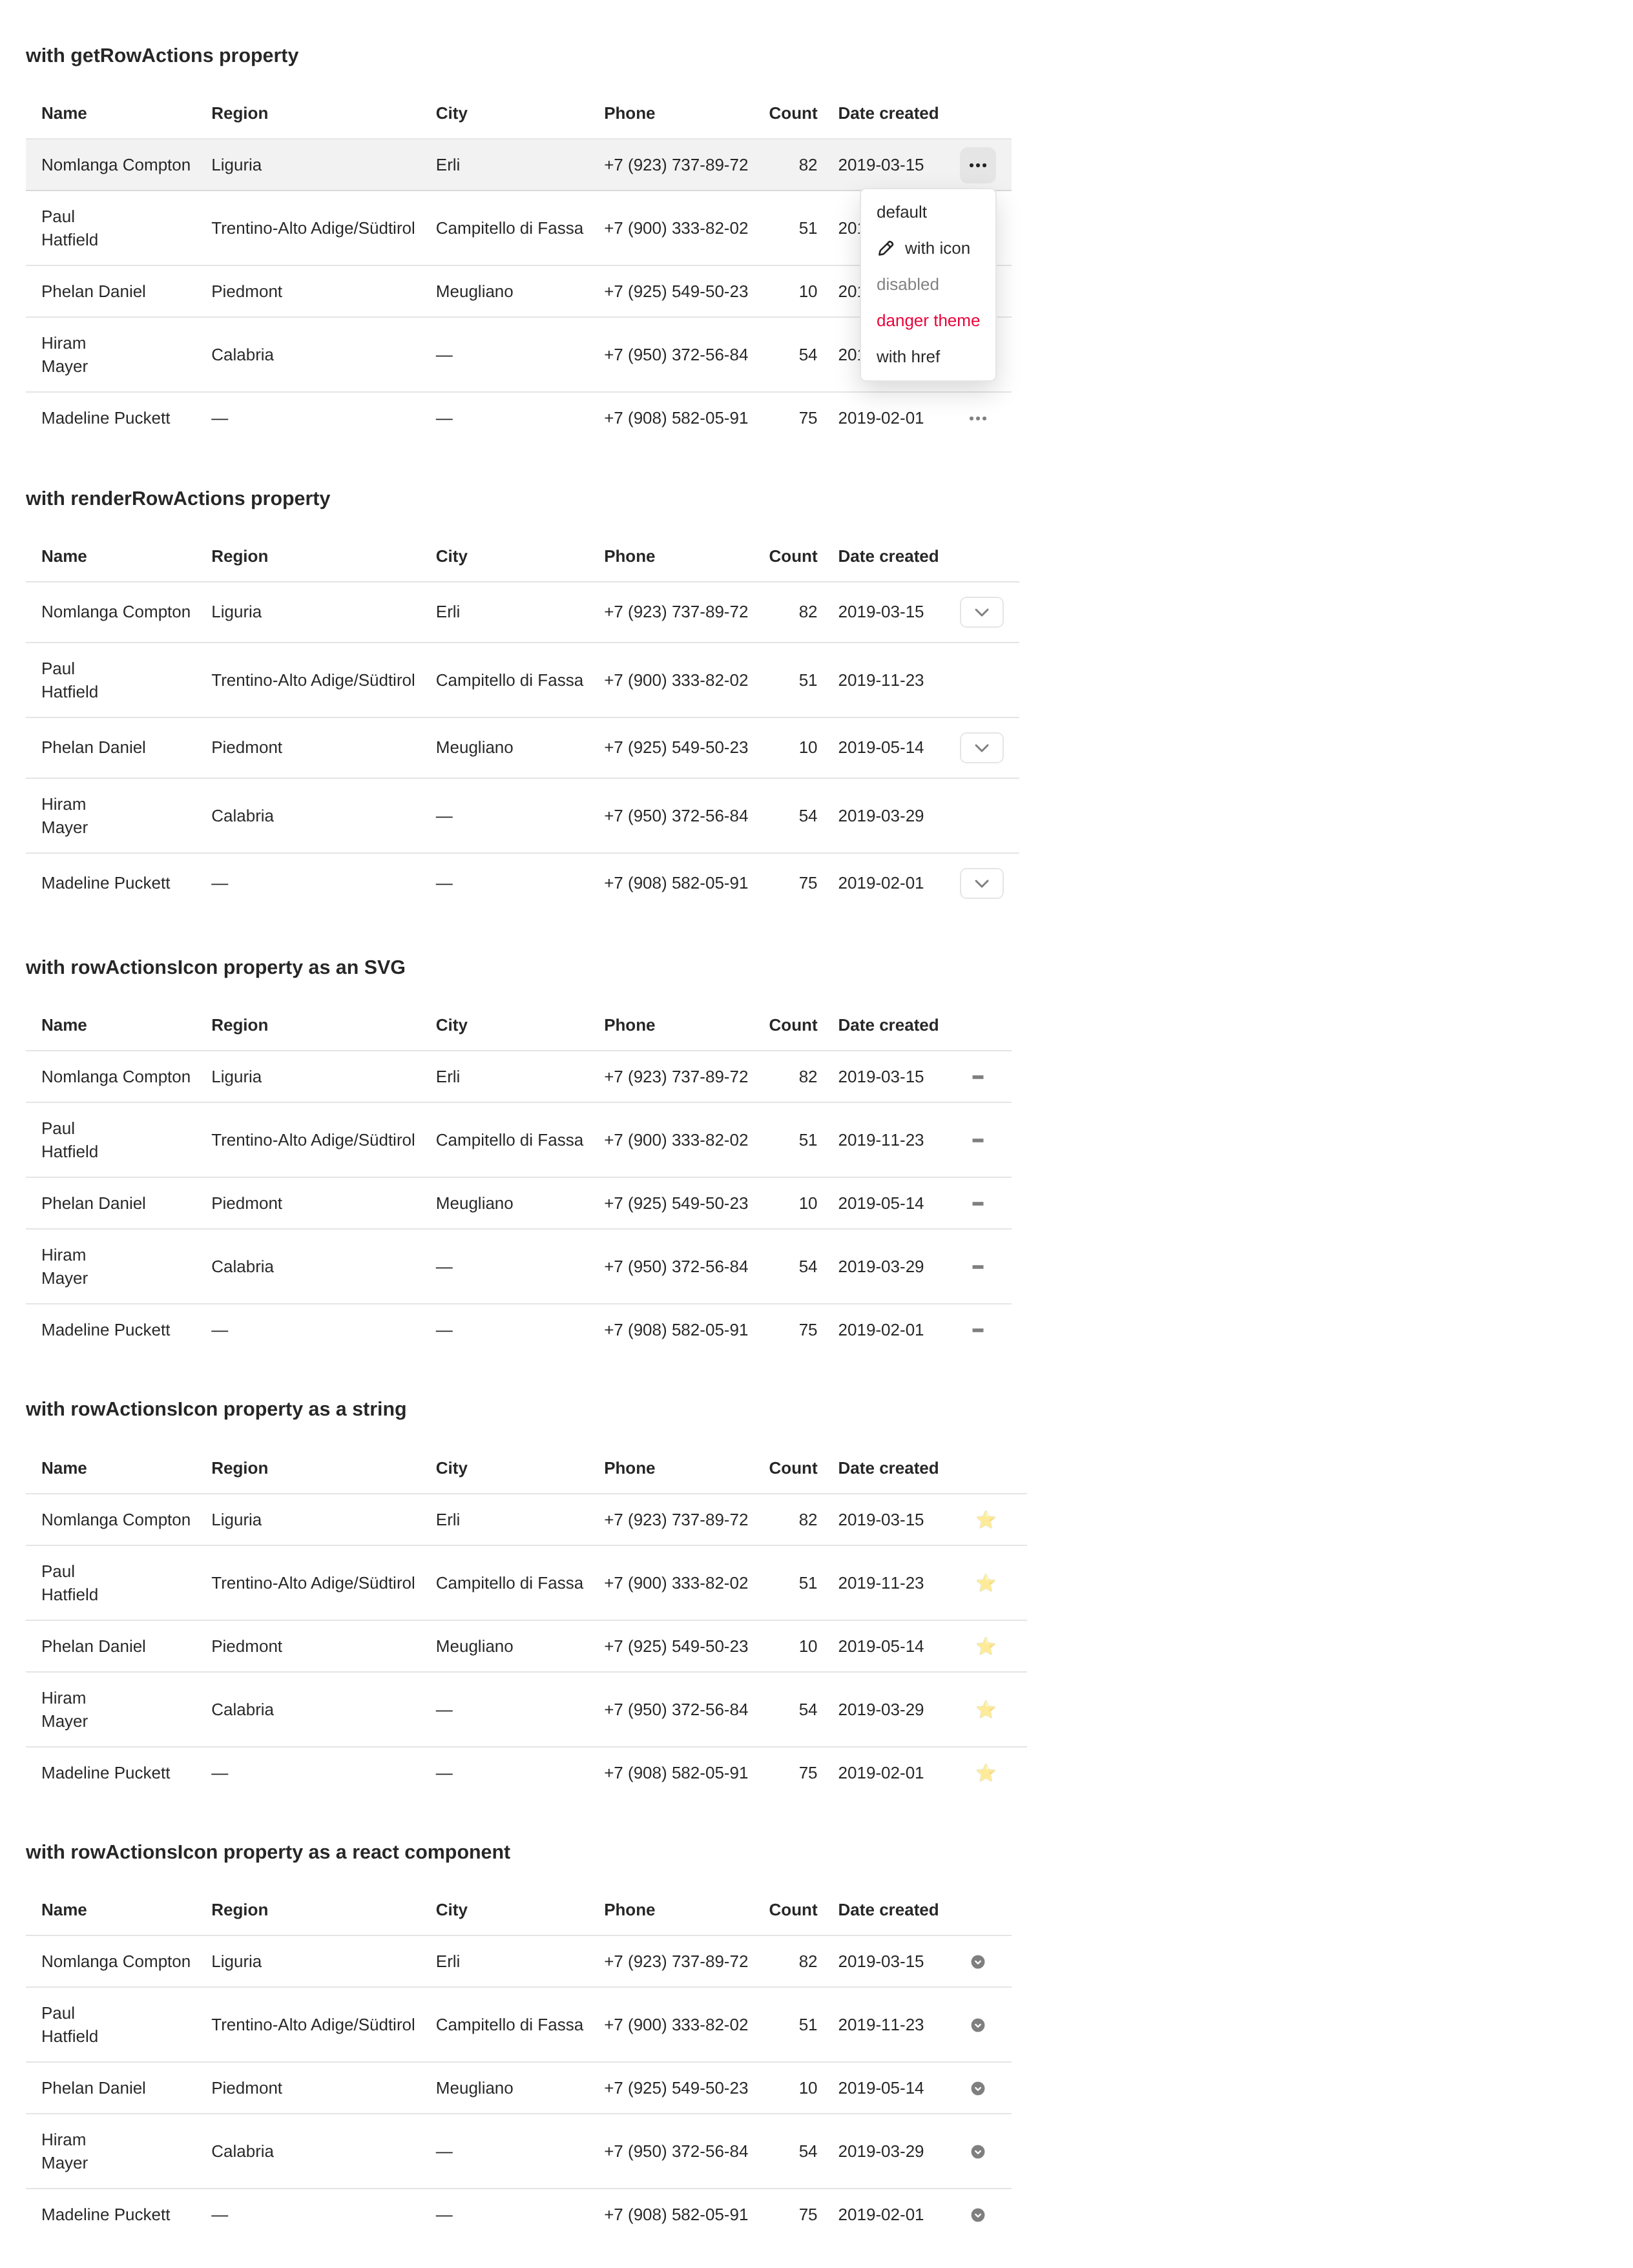 with getRowActions property
Name Region City Phone Count Date created
Nomlanga Compton Liguria Erli +7 (923) 737-89-72 82 2019-03-15
Paul
Hatfield
Trentino-Alto Adige/Südtirol Campitello di Fassa +7 (900) 333-82-02 51 201
Phelan Daniel Piedmont Meugliano +7 (925) 549-50-23 10 201
Hiram
Mayer
Calabria — +7 (950) 372-56-84 54 201
Madeline Puckett — — +7 (908) 582-05-91 75 2019-02-01
default
with icon
disabled
danger theme
with href
with renderRowActions property
Name Region City Phone Count Date created
Nomlanga Compton Liguria Erli +7 (923) 737-89-72 82 2019-03-15
Paul
Hatfield
Trentino-Alto Adige/Südtirol Campitello di Fassa +7 (900) 333-82-02 51 2019-11-23
Phelan Daniel Piedmont Meugliano +7 (925) 549-50-23 10 2019-05-14
Hiram
Mayer
Calabria — +7 (950) 372-56-84 54 2019-03-29
Madeline Puckett — — +7 (908) 582-05-91 75 2019-02-01
with rowActionsIcon property as an SVG
Name Region City Phone Count Date created
Nomlanga Compton Liguria Erli +7 (923) 737-89-72 82 2019-03-15
Paul
Hatfield
Trentino-Alto Adige/Südtirol Campitello di Fassa +7 (900) 333-82-02 51 2019-11-23
Phelan Daniel Piedmont Meugliano +7 (925) 549-50-23 10 2019-05-14
Hiram
Mayer
Calabria — +7 (950) 372-56-84 54 2019-03-29
Madeline Puckett — — +7 (908) 582-05-91 75 2019-02-01
with rowActionsIcon property as a string
Name Region City Phone Count Date created
Nomlanga Compton Liguria Erli +7 (923) 737-89-72 82 2019-03-15 ⭐
Paul
Hatfield
Trentino-Alto Adige/Südtirol Campitello di Fassa +7 (900) 333-82-02 51 2019-11-23 ⭐
Phelan Daniel Piedmont Meugliano +7 (925) 549-50-23 10 2019-05-14 ⭐
Hiram
Mayer
Calabria — +7 (950) 372-56-84 54 2019-03-29 ⭐
Madeline Puckett — — +7 (908) 582-05-91 75 2019-02-01 ⭐
with rowActionsIcon property as a react component
Name Region City Phone Count Date created
Nomlanga Compton Liguria Erli +7 (923) 737-89-72 82 2019-03-15
Paul
Hatfield
Trentino-Alto Adige/Südtirol Campitello di Fassa +7 (900) 333-82-02 51 2019-11-23
Phelan Daniel Piedmont Meugliano +7 (925) 549-50-23 10 2019-05-14
Hiram
Mayer
Calabria — +7 (950) 372-56-84 54 2019-03-29
Madeline Puckett — — +7 (908) 582-05-91 75 2019-02-01